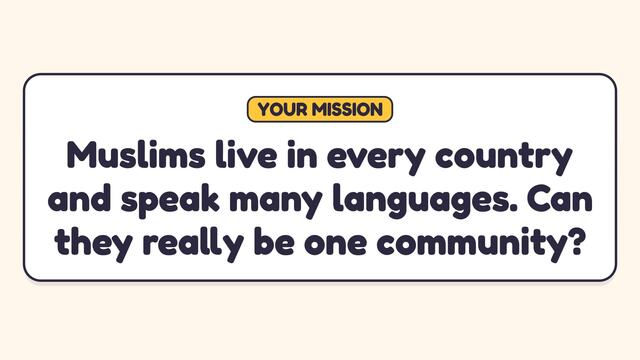 YOUR MISSION
Muslims live in every country
and speak many languages. Can
they really be one community?